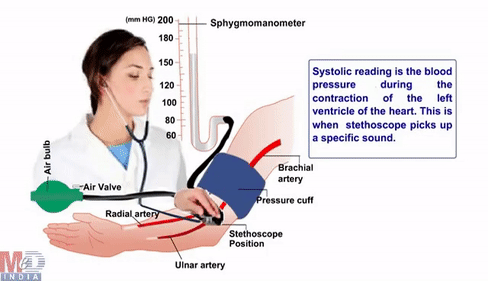 (mm HG) 200
Sphygmomanometer
180
160
140
120
100
80
60
Systolic reading is the blood
pressure during the
contraction of the left
ventricle of the heart. This is
when stethoscope picks up
a specific sound.
Air bulb
Air Valve
Brachial
artery
Pressure cuff
Radial artery
Stethoscope
Position
Ulnar artery
INDIA